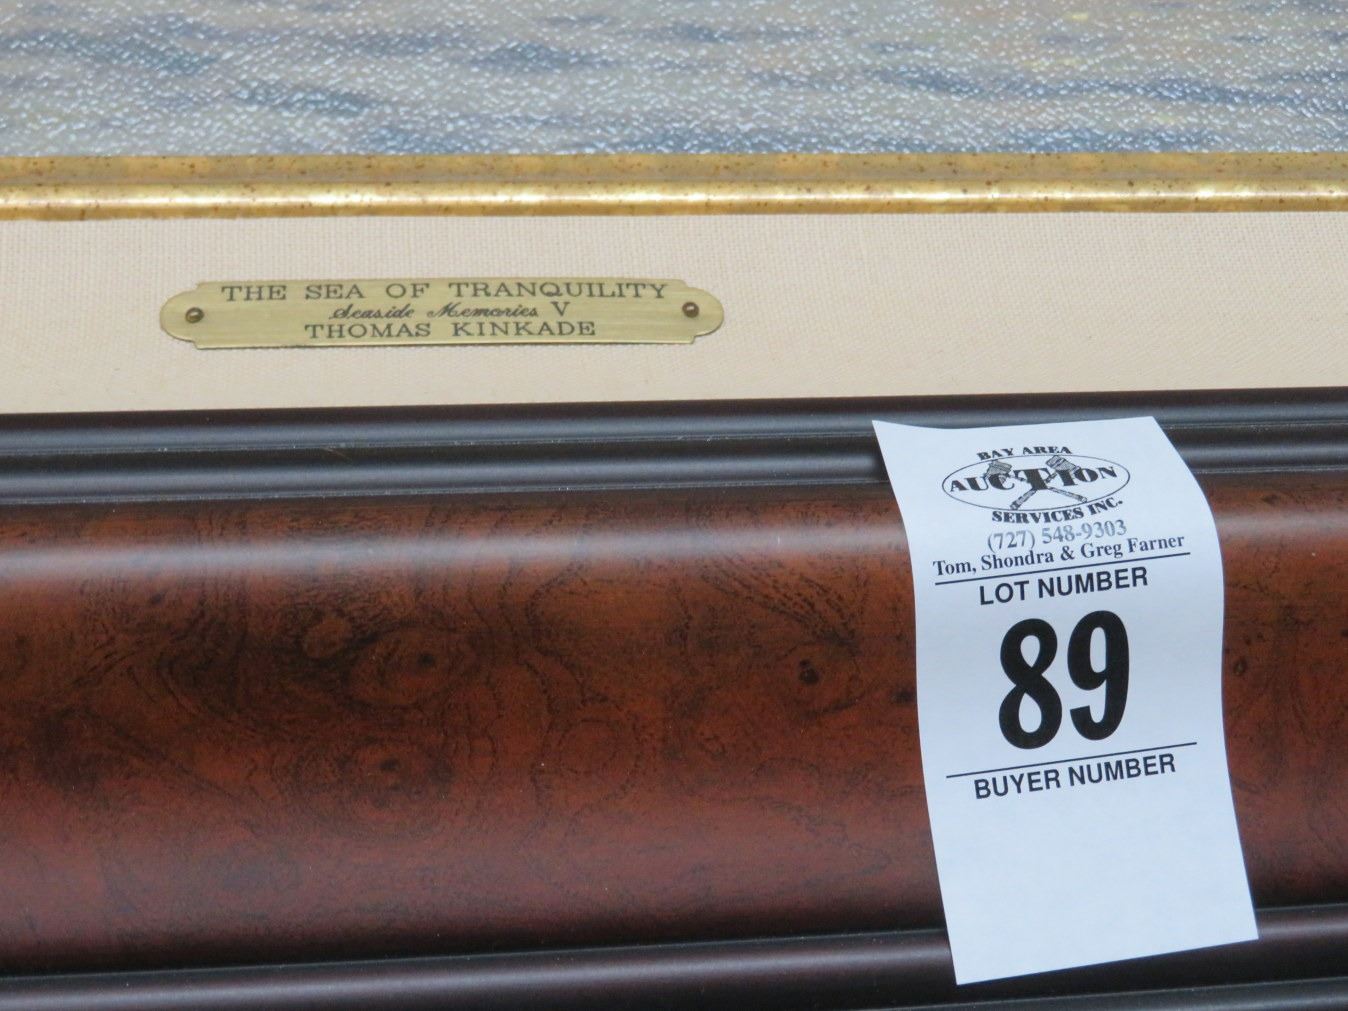 THE SEA OF TRANQUILITY
Seaside Memories V
THOMAS KINKADE
BAY AREA
AUCTION
SERVICES INC.
(727) 548-9303
Tom, Shondra & Greg Farner
LOT NUMBER
89
BUYER NUMBER